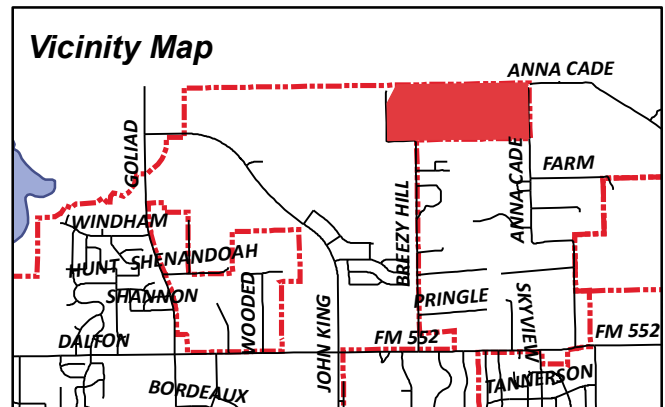 Vicinity Map
ANNA CADE
GOLIAD
ANNA CADE
FARM
BREEZY HILL
WINDHAM
SHENANDOAH
HUNT
SHANNON
WOODED
PRINGLE
SKYVIEW
JOHN KING
DALTON
FM 552
FM 552
TANNERSON
BORDEAUX